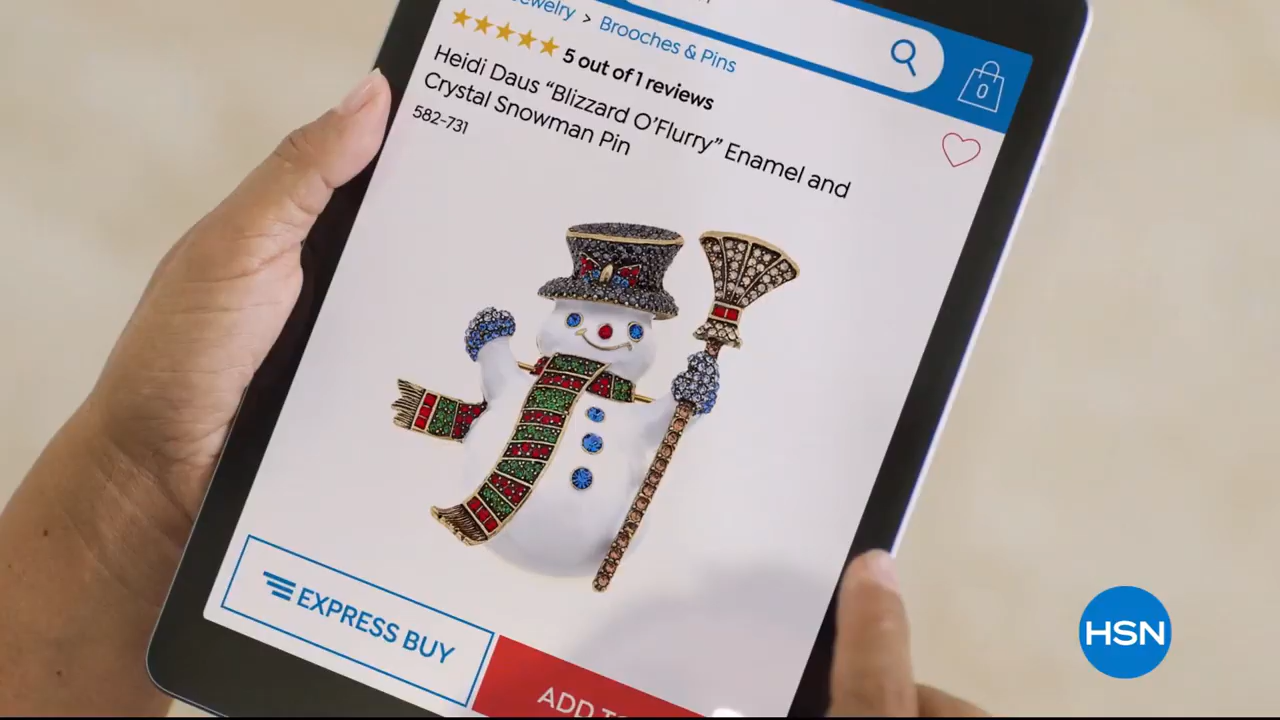 Jewelry > Brooches & Pins
5 out of 1 reviews
0
Heidi Daus “Blizzard O’Flurry” Enamel and
Crystal Snowman Pin
582-731
EXPRESS BUY
ADD
HSN